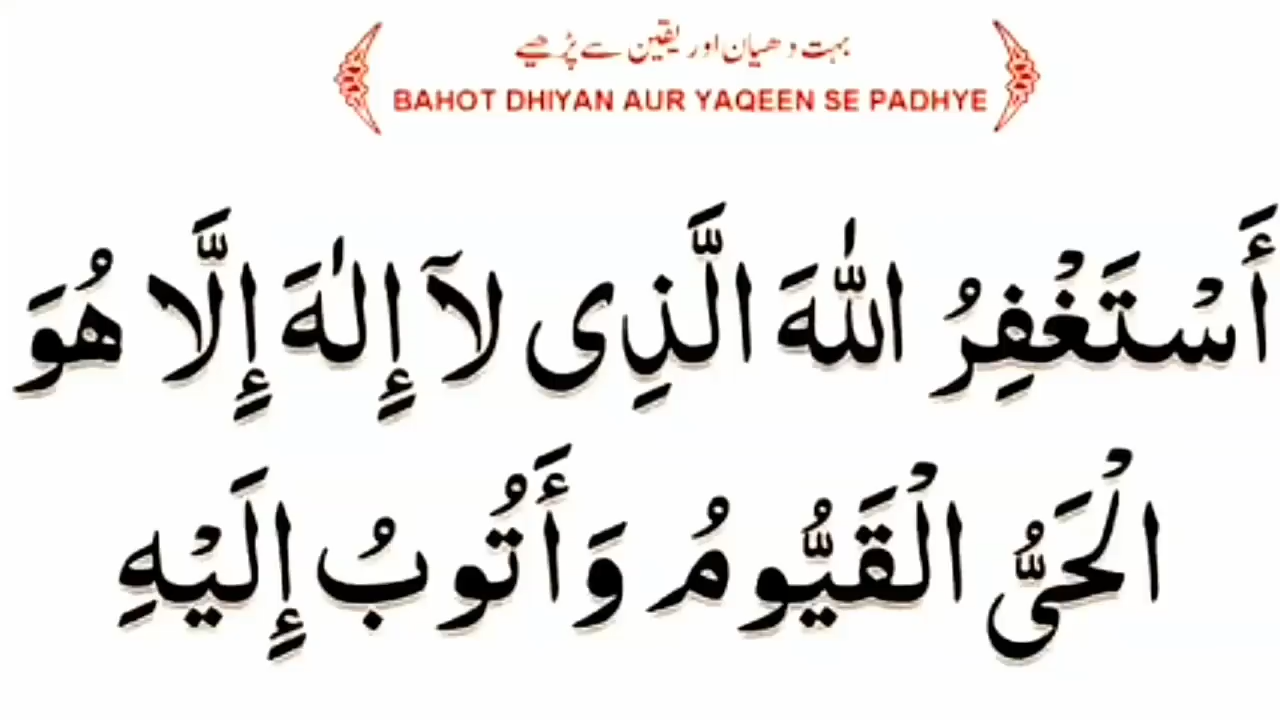 بہت دھیان اور یقین سے پڑھیے
BAHOT DHIYAN AUR YAQEEN SE PADHYE
أَسْتَغْفِرُ اللّٰهَ الَّذِی لَآ إِلٰهَ إِلَّا هُوَ
الْحَیُّ الْقَیُّومُ وَأَتُوبُ إِلَیْهِ